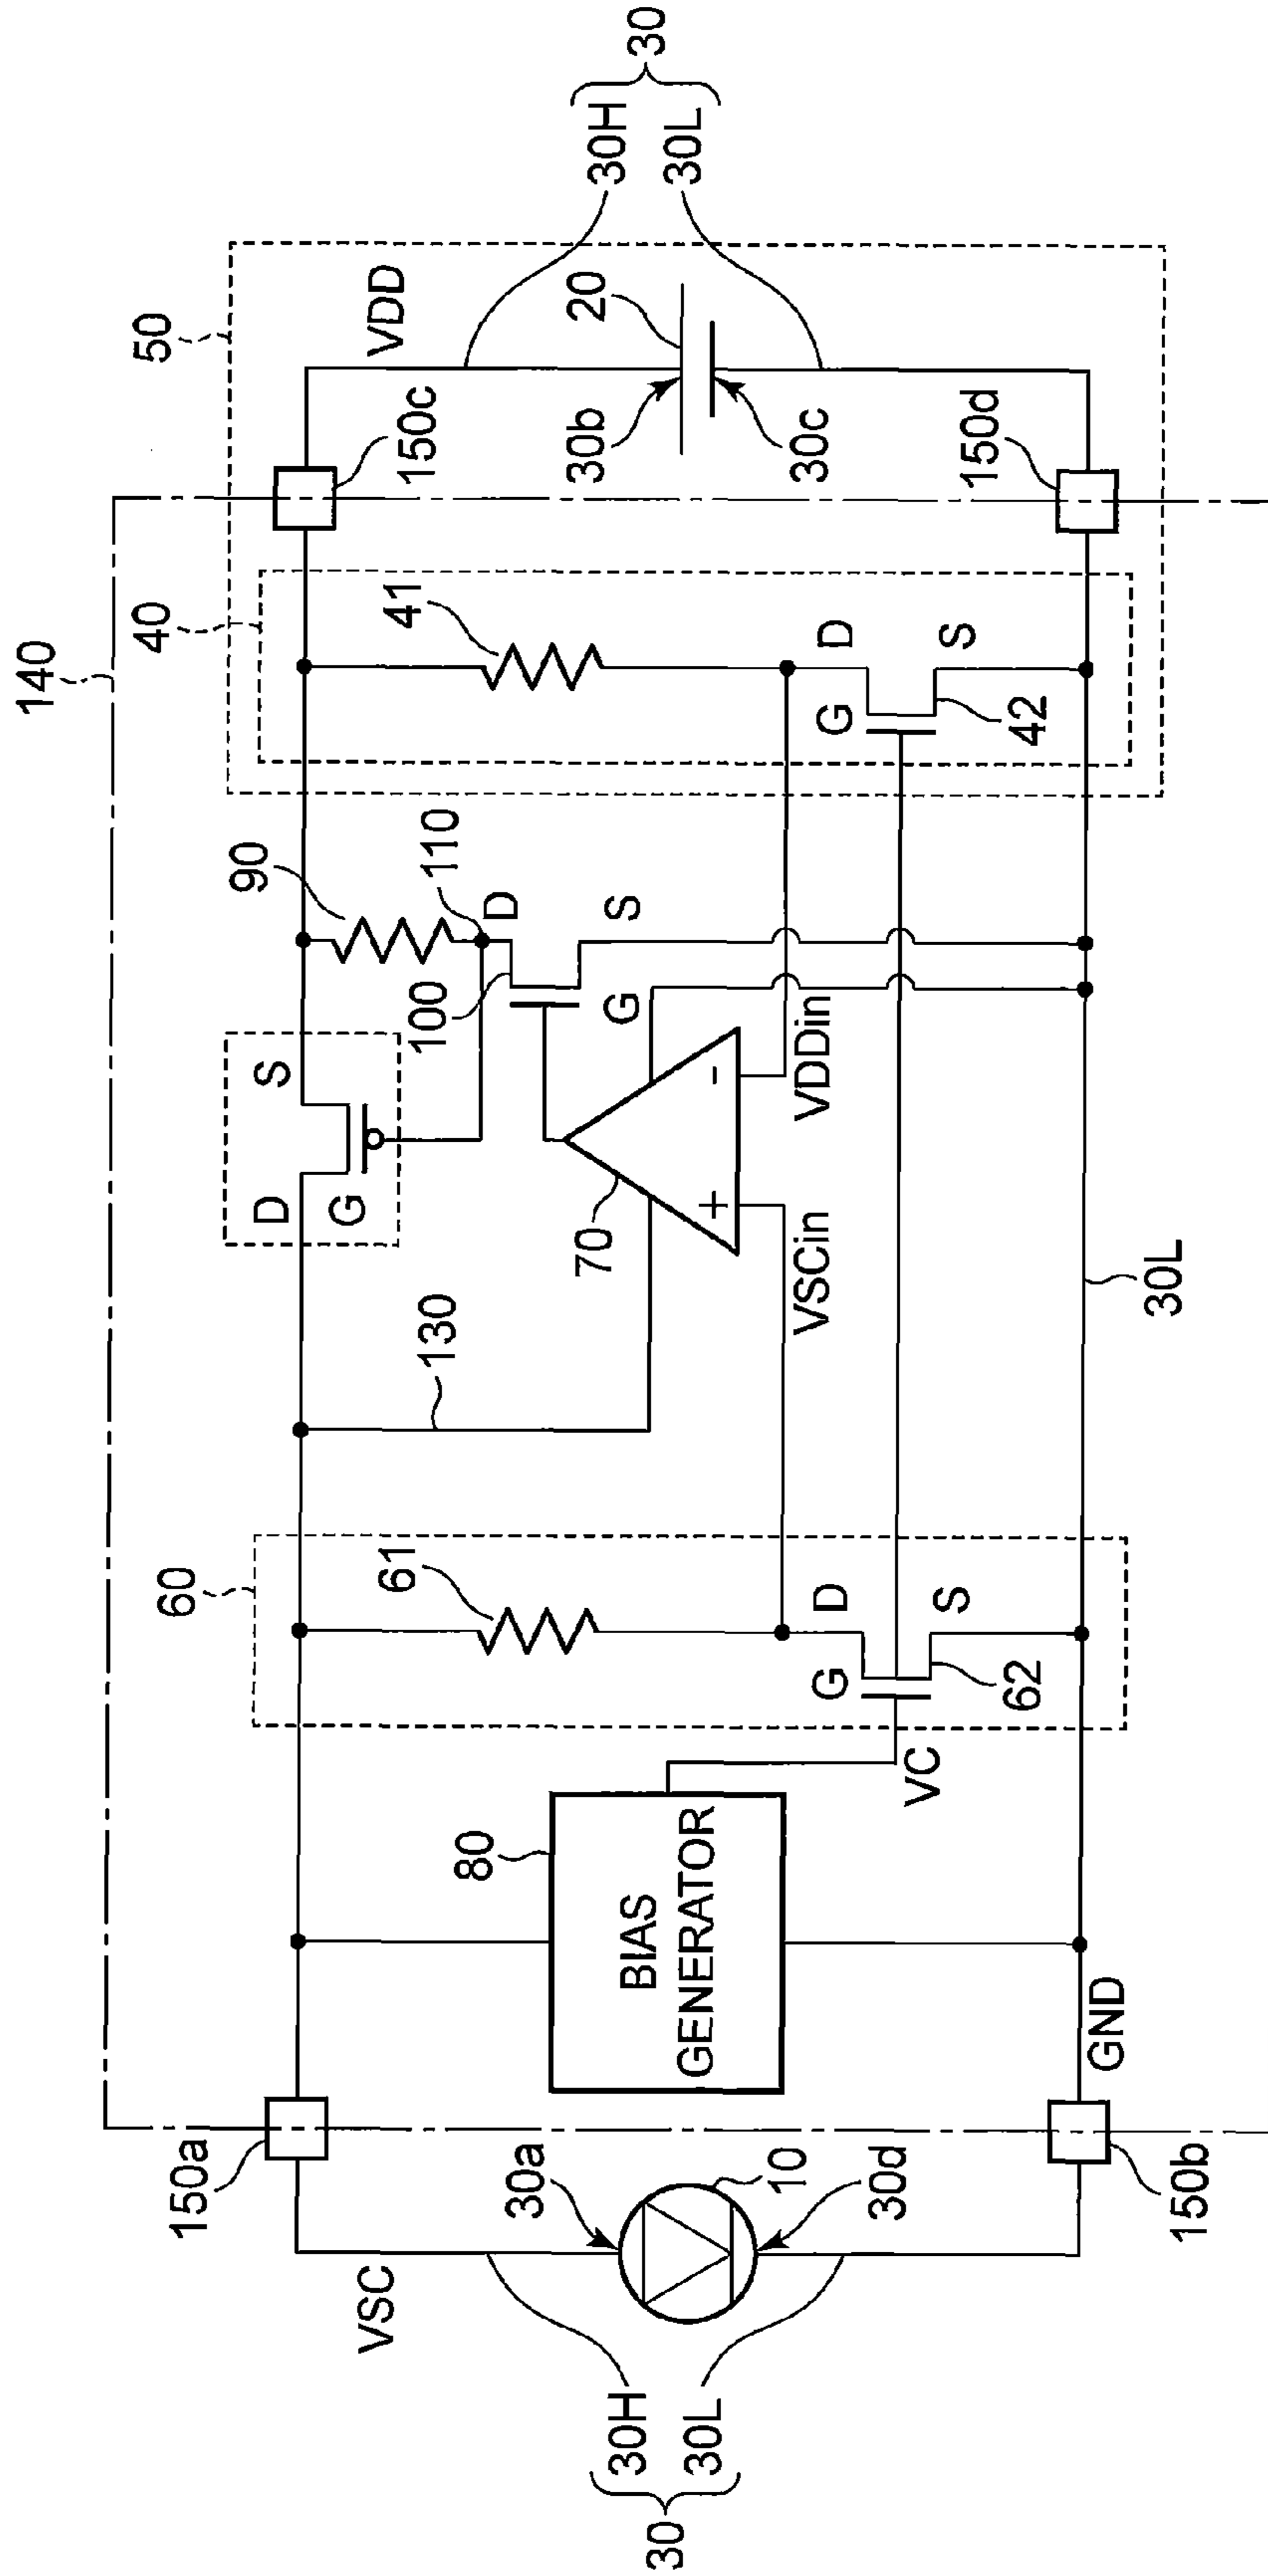 140
150a
VSC
30a
10
30d
30H
30L
30
150b
GND
80
BIAS
GENERATOR
VC
60
61
D
G
S
62
130
VSCin
VDDin
70
+
-
30L
D
S
G
90
110
100
D
G
S
50
40
41
D
G
S
42
150c
150d
VDD
20
30b
30c
30H
30L
30